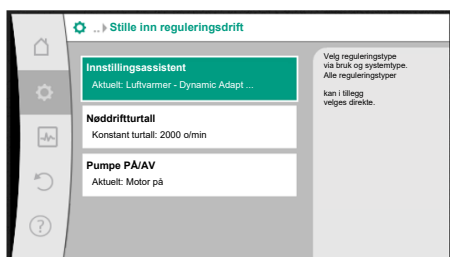 ..▸ Stille inn reguleringsdrift
Innstillingsassistent
Aktuelt: Luftvarmer - Dynamic Adapt ...
Nøddriftturtall
Konstant turtall: 2000 o/min
Pumpe PÅ/AV
Aktuelt: Motor på
Velg reguleringstype
via bruk og systemtype.
Alle reguleringstyper
kan i tillegg
velges direkte.
?